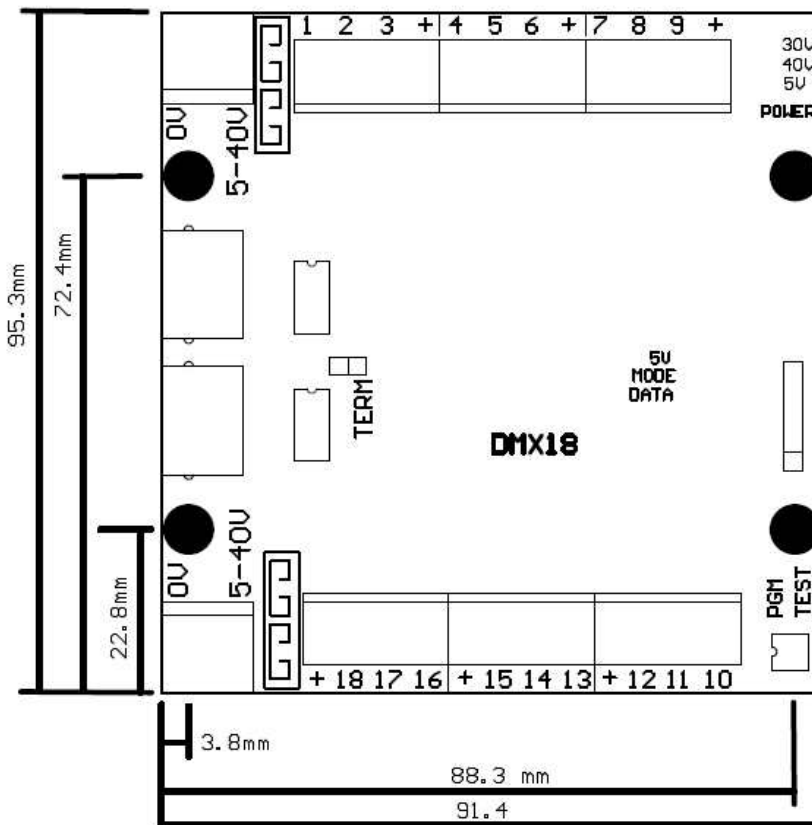 1 2 3 +|4 5 6 +|7 8 9 +
30V
40V
5V
POWER
0V
5-40V
95.3mm
72.4mm
5V
MODE
DATA
TERM
DMX18
22.8mm
0V
5-40V
PGM
TEST
+ 18 17 16 + 15 14 13 + 12 11 10
3.8mm
88.3 mm
91.4